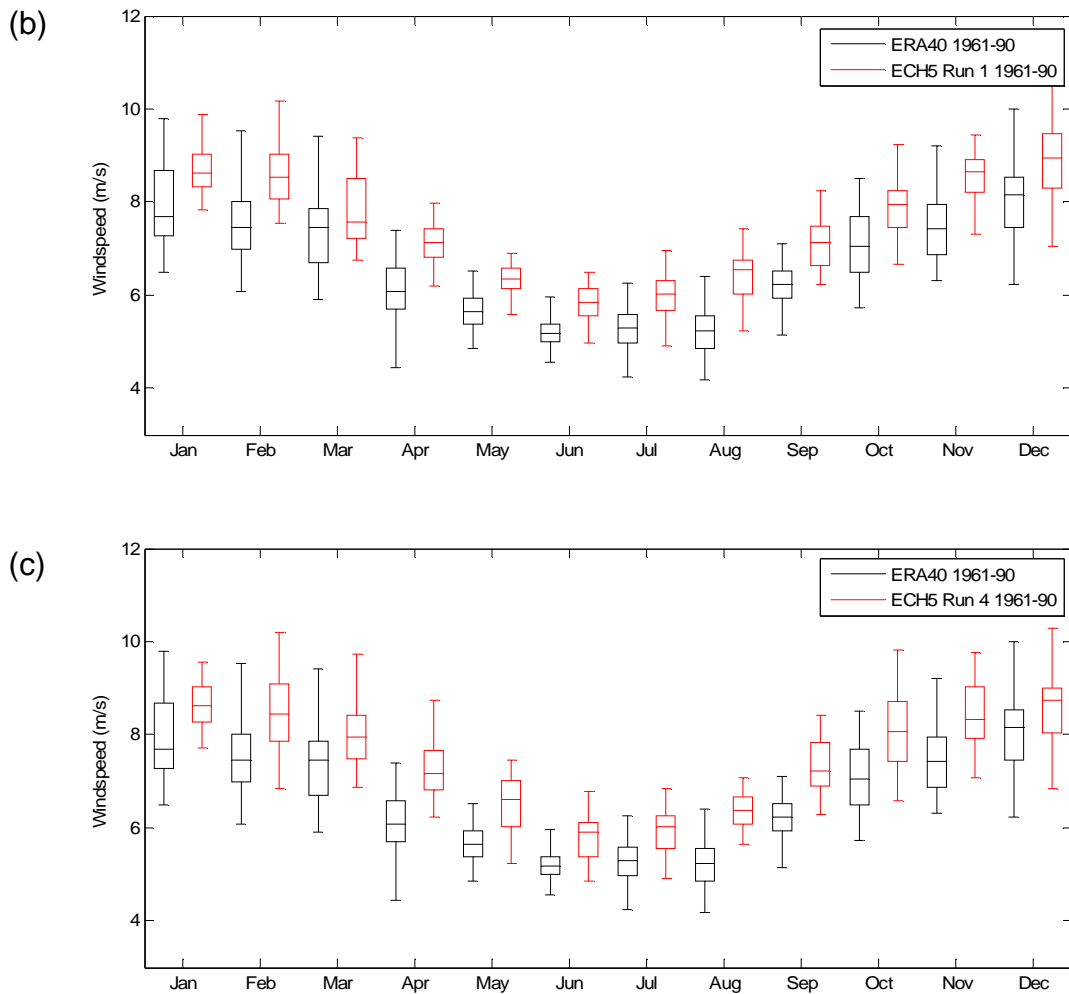 (b)
12
10
8
6
4
Windspeed (m/s)
ERA40 1961-90
ECH5 Run 1 1961-90
Jan Feb Mar Apr May Jun Jul Aug Sep Oct Nov Dec
(c)
12
10
8
6
4
Windspeed (m/s)
ERA40 1961-90
ECH5 Run 4 1961-90
Jan Feb Mar Apr May Jun Jul Aug Sep Oct Nov Dec